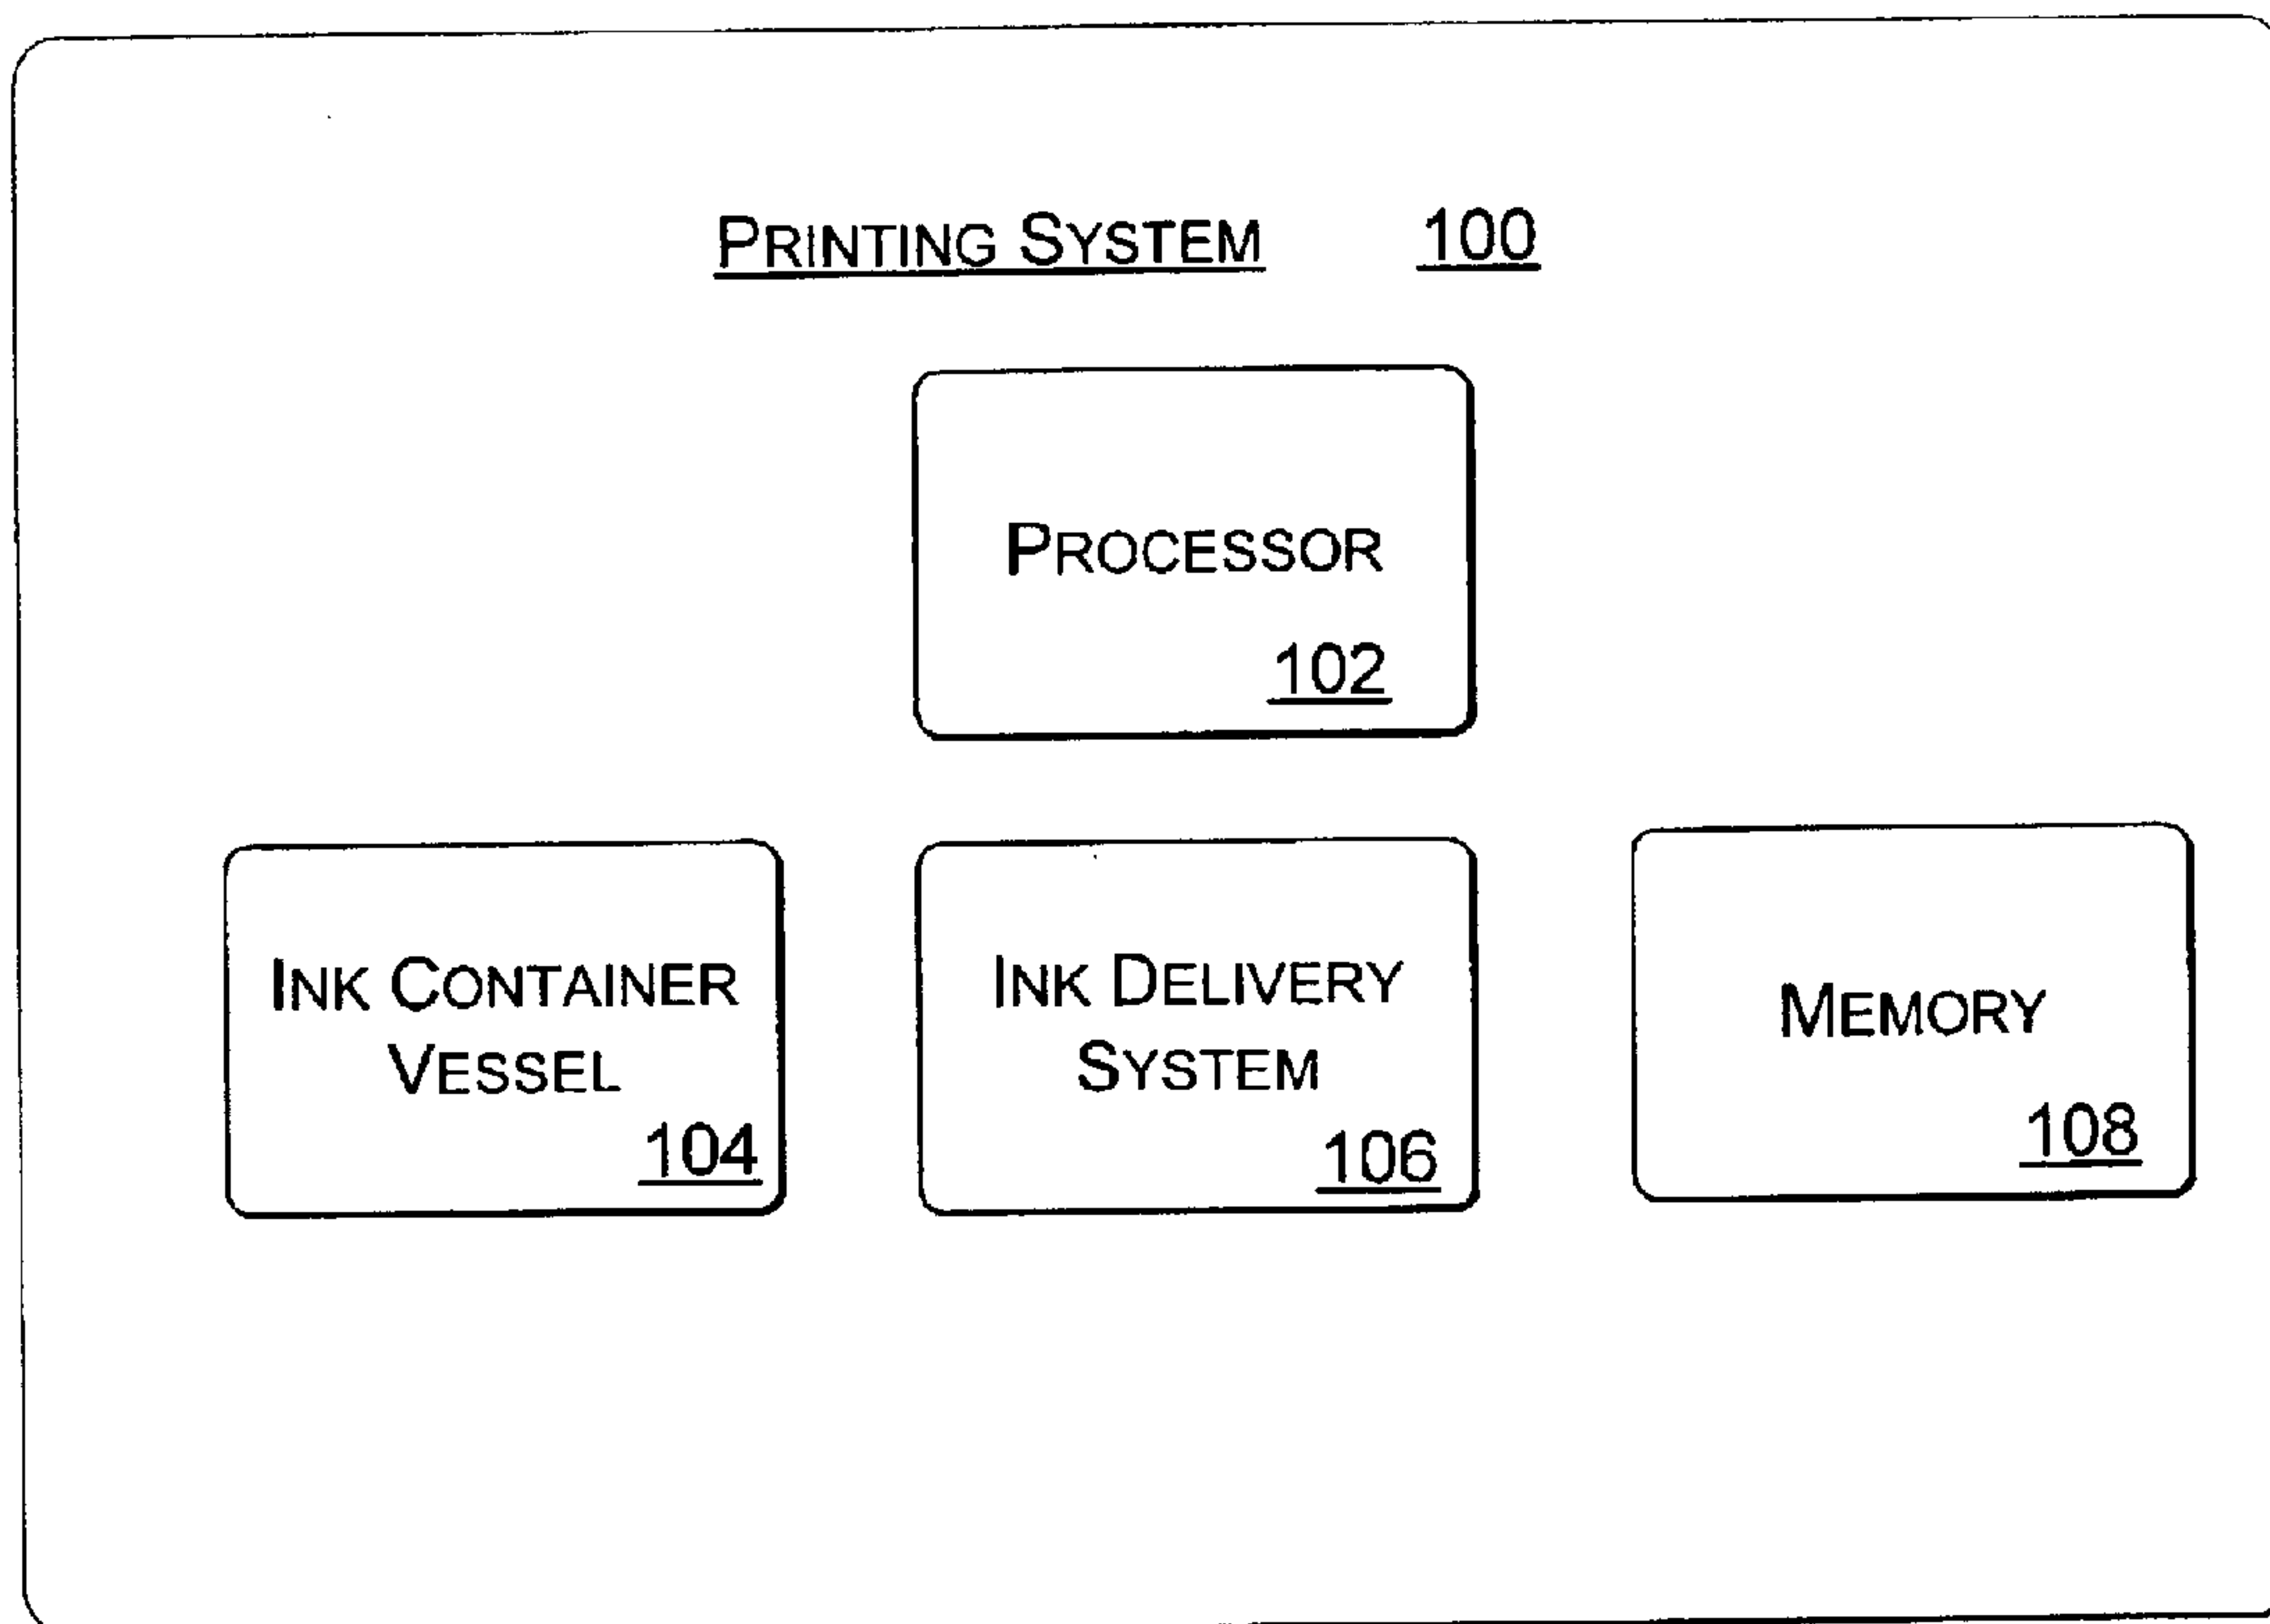 PRINTING SYSTEM 100
PROCESSOR
102
INK CONTAINER
VESSEL
104
INK DELIVERY
SYSTEM
106
MEMORY
108